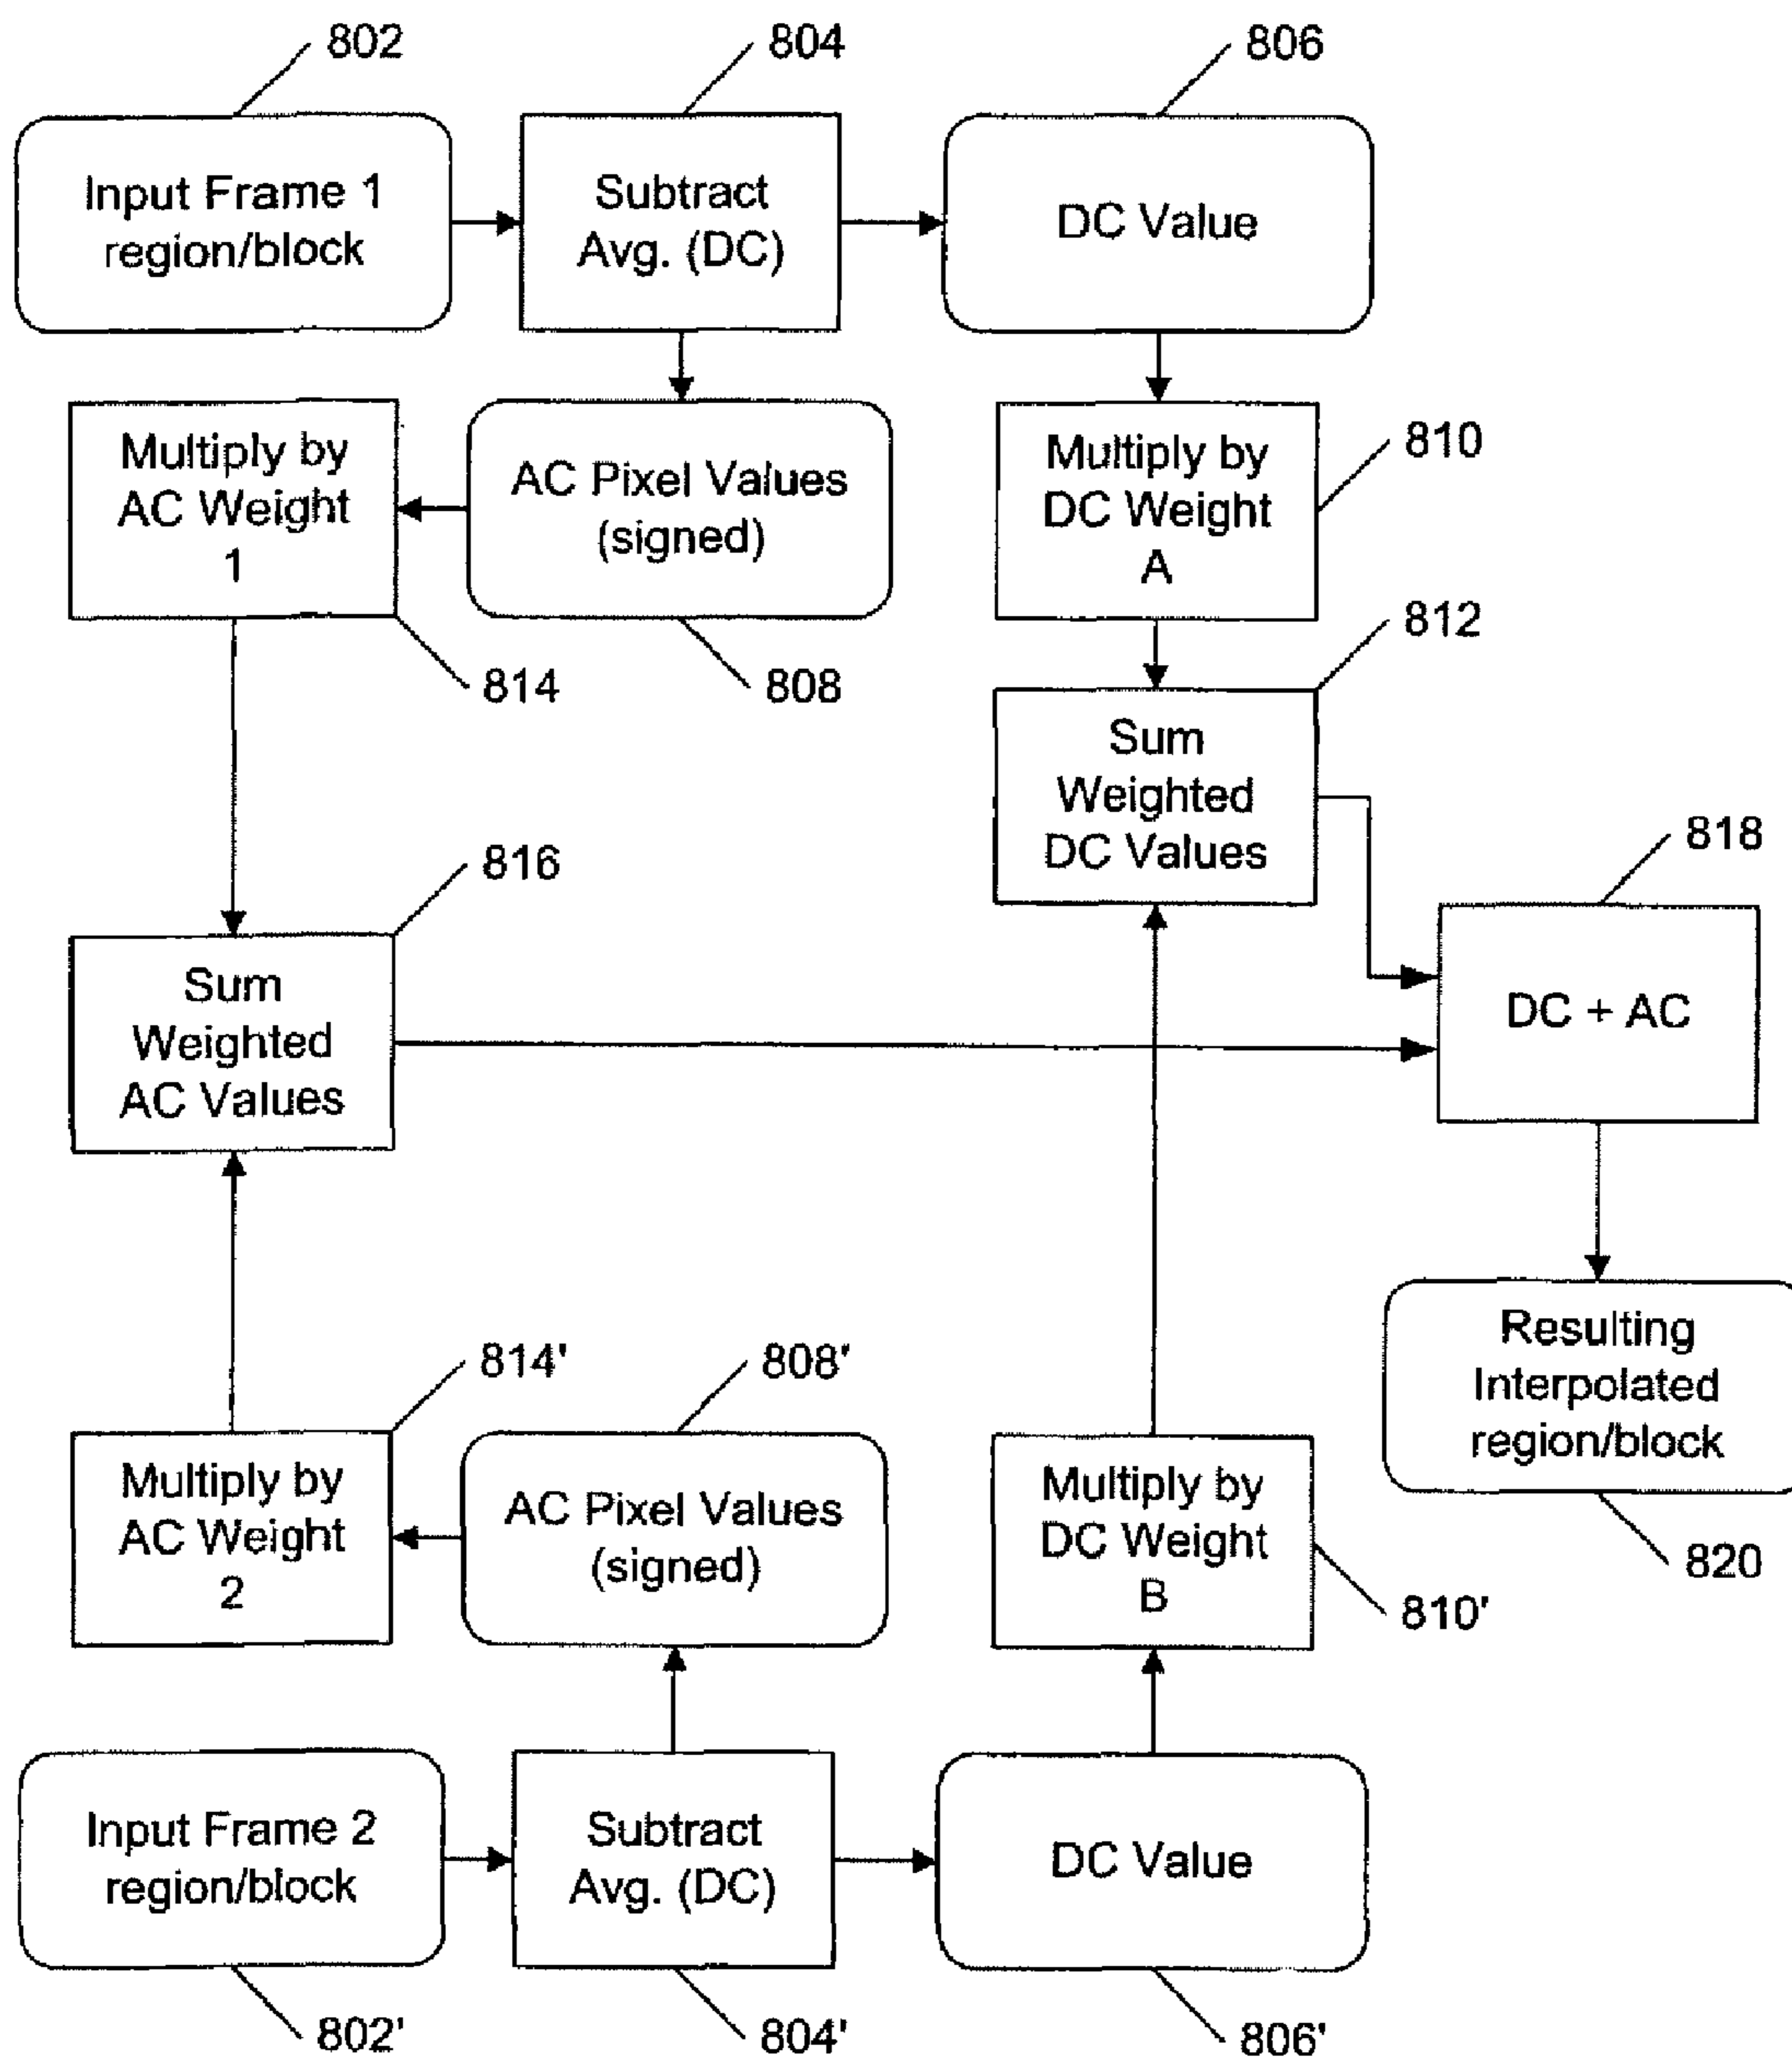 802
804
806
Input Frame 1
region/block
Subtract
Avg. (DC)
DC Value
Multiply by
AC Weight
1
AC Pixel Values
(signed)
Multiply by
DC Weight
A
810
814
808
812
Sum
Weighted
DC Values
816
818
Sum
Weighted
AC Values
DC + AC
814'
808'
Resulting
Interpolated
region/block
Multiply by
AC Weight
2
AC Pixel Values
(signed)
Multiply by
DC Weight
B
820
810'
Input Frame 2
region/block
Subtract
Avg. (DC)
DC Value
802'
804'
806'